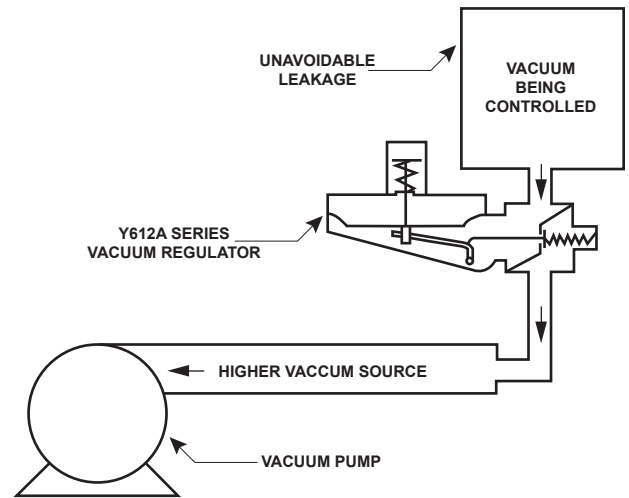 UNAVOIDABLE
LEAKAGE
VACUUM
BEING
CONTROLLED
Y612A SERIES
VACUUM REGULATOR
HIGHER VACCUM SOURCE
VACUUM PUMP